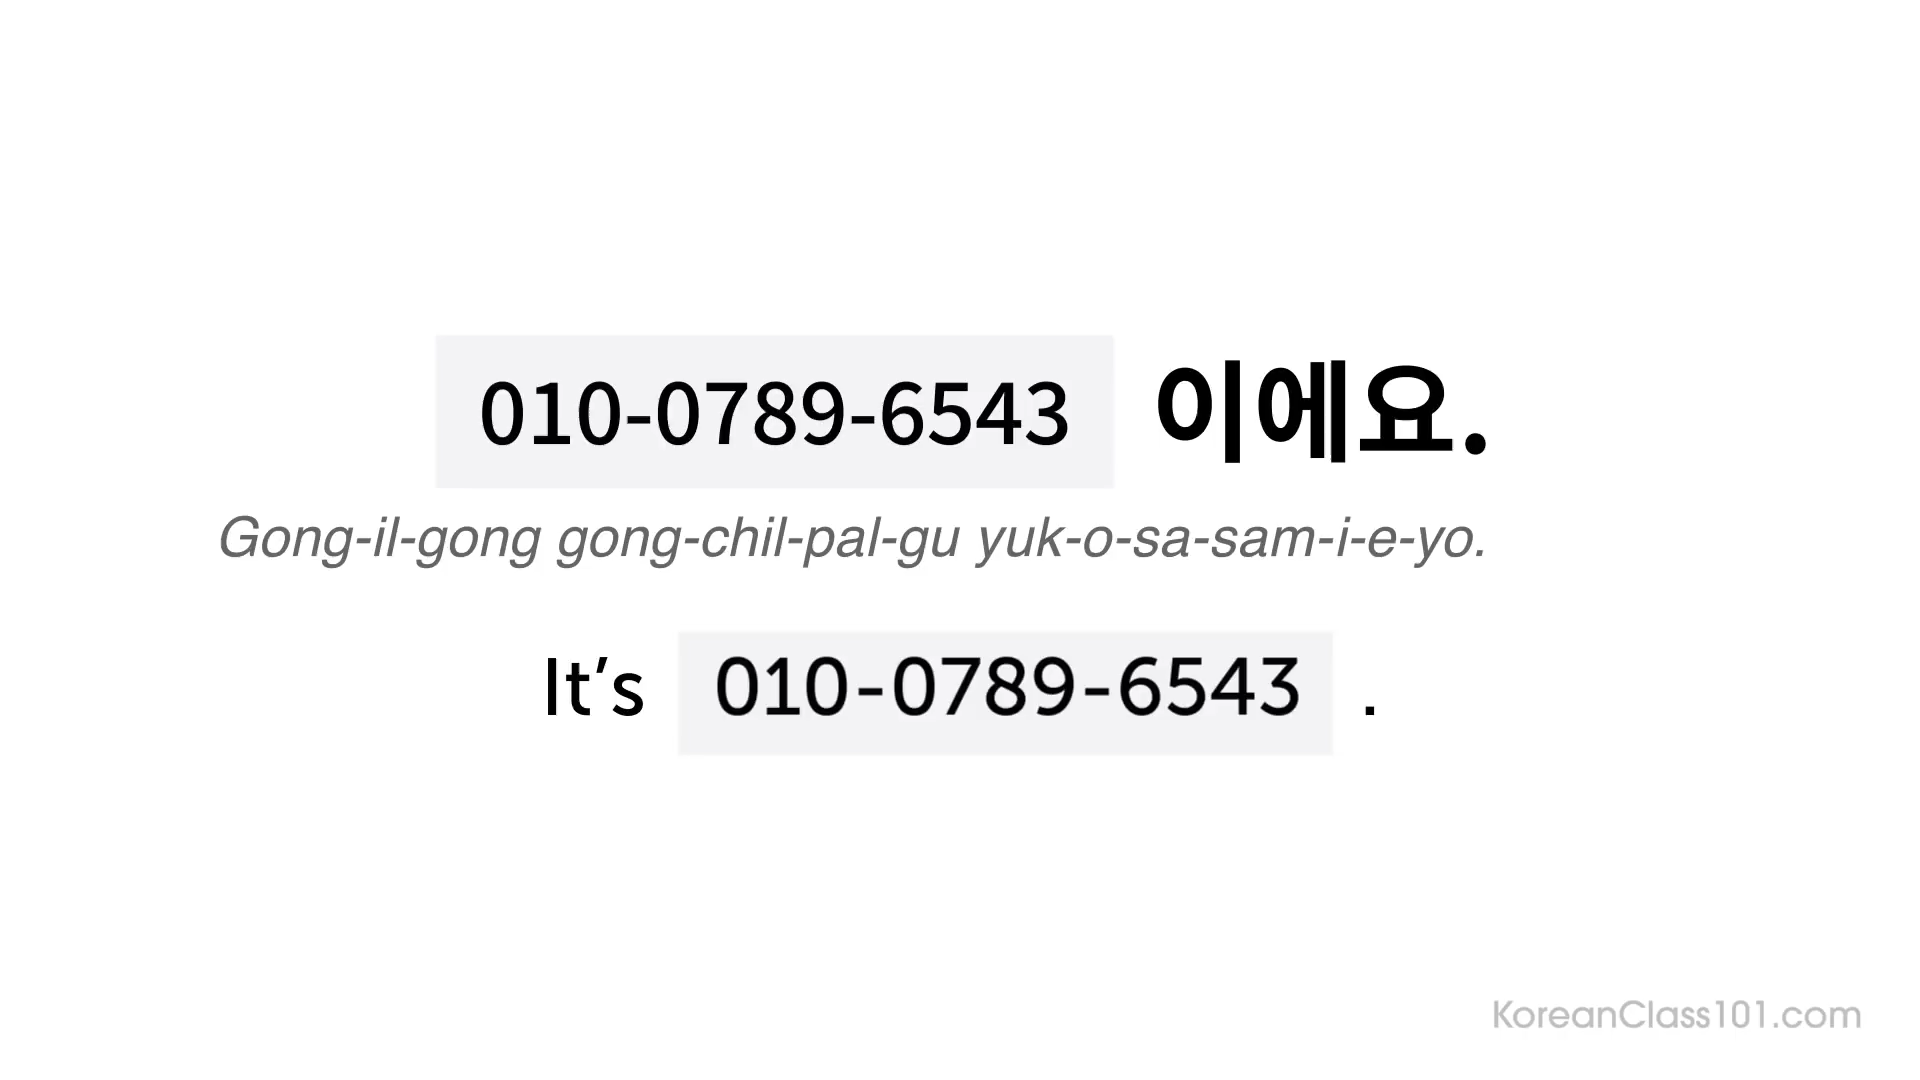 010-0789-6543 이에요.
Gong-il-gong gong-chil-pal-gu yuk-o-sa-sam-i-e-yo.
It's 010-0789-6543 .
KoreanClass101.com